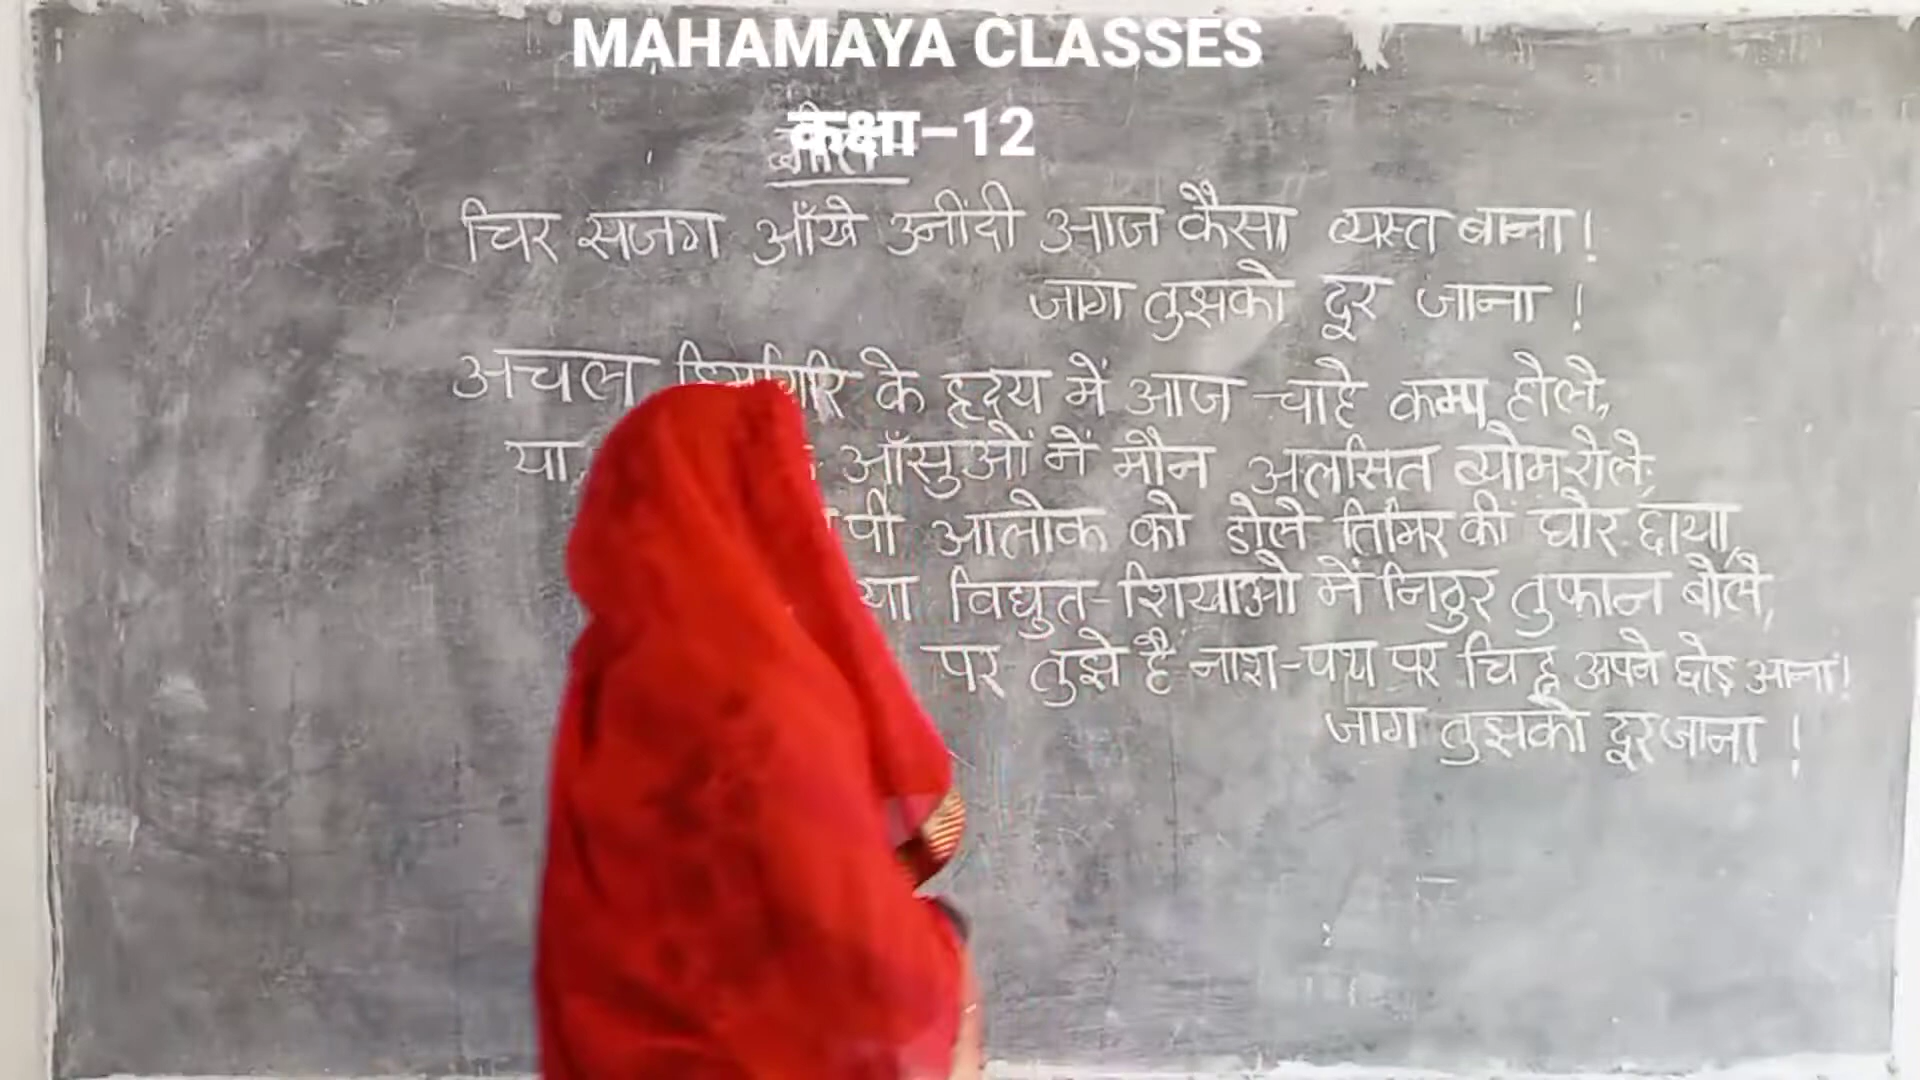 MAHAMAYA CLASSES
कक्षा–12
चिर सजग आँखे उनींदी आज कैसा व्यस्त बाना!
जाग तुझको दूर जाना !
अचल हिमगिरि के हृदय में आज चाहे कम्प होले,
या आँसुओं में मौन अलसित व्योम रोले;
पी आलोक को डोले तिमिर की घोर छाया,
या विद्युत-शिखाओ में निठुर तुफान बोले,
पर तुझे है नाश-पथ पर चिह्न अपने छोड़ आना!
जाग तुझको दूर जाना !